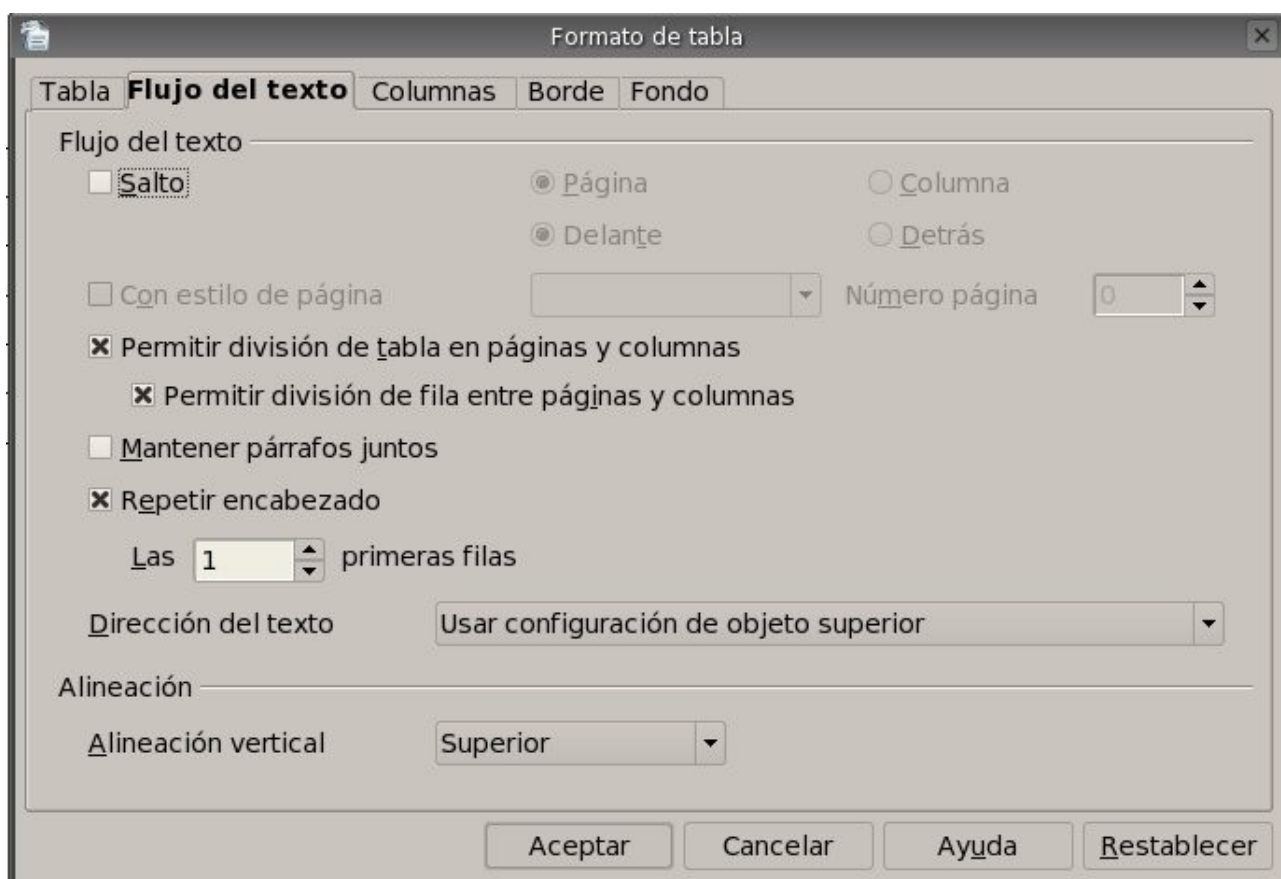 Formato de tabla
Tabla Flujo del texto Columnas Borde Fondo
Flujo del texto
Salto Página Columna
Delante Detrás
Con estilo de página Número página 0
Permitir división de tabla en páginas y columnas
Permitir división de fila entre páginas y columnas
Mantener párrafos juntos
Repetir encabezado
Las 1 primeras filas
Dirección del texto Usar configuración de objeto superior
Alineación
Alineación vertical Superior
Aceptar Cancelar Ayuda Restablecer